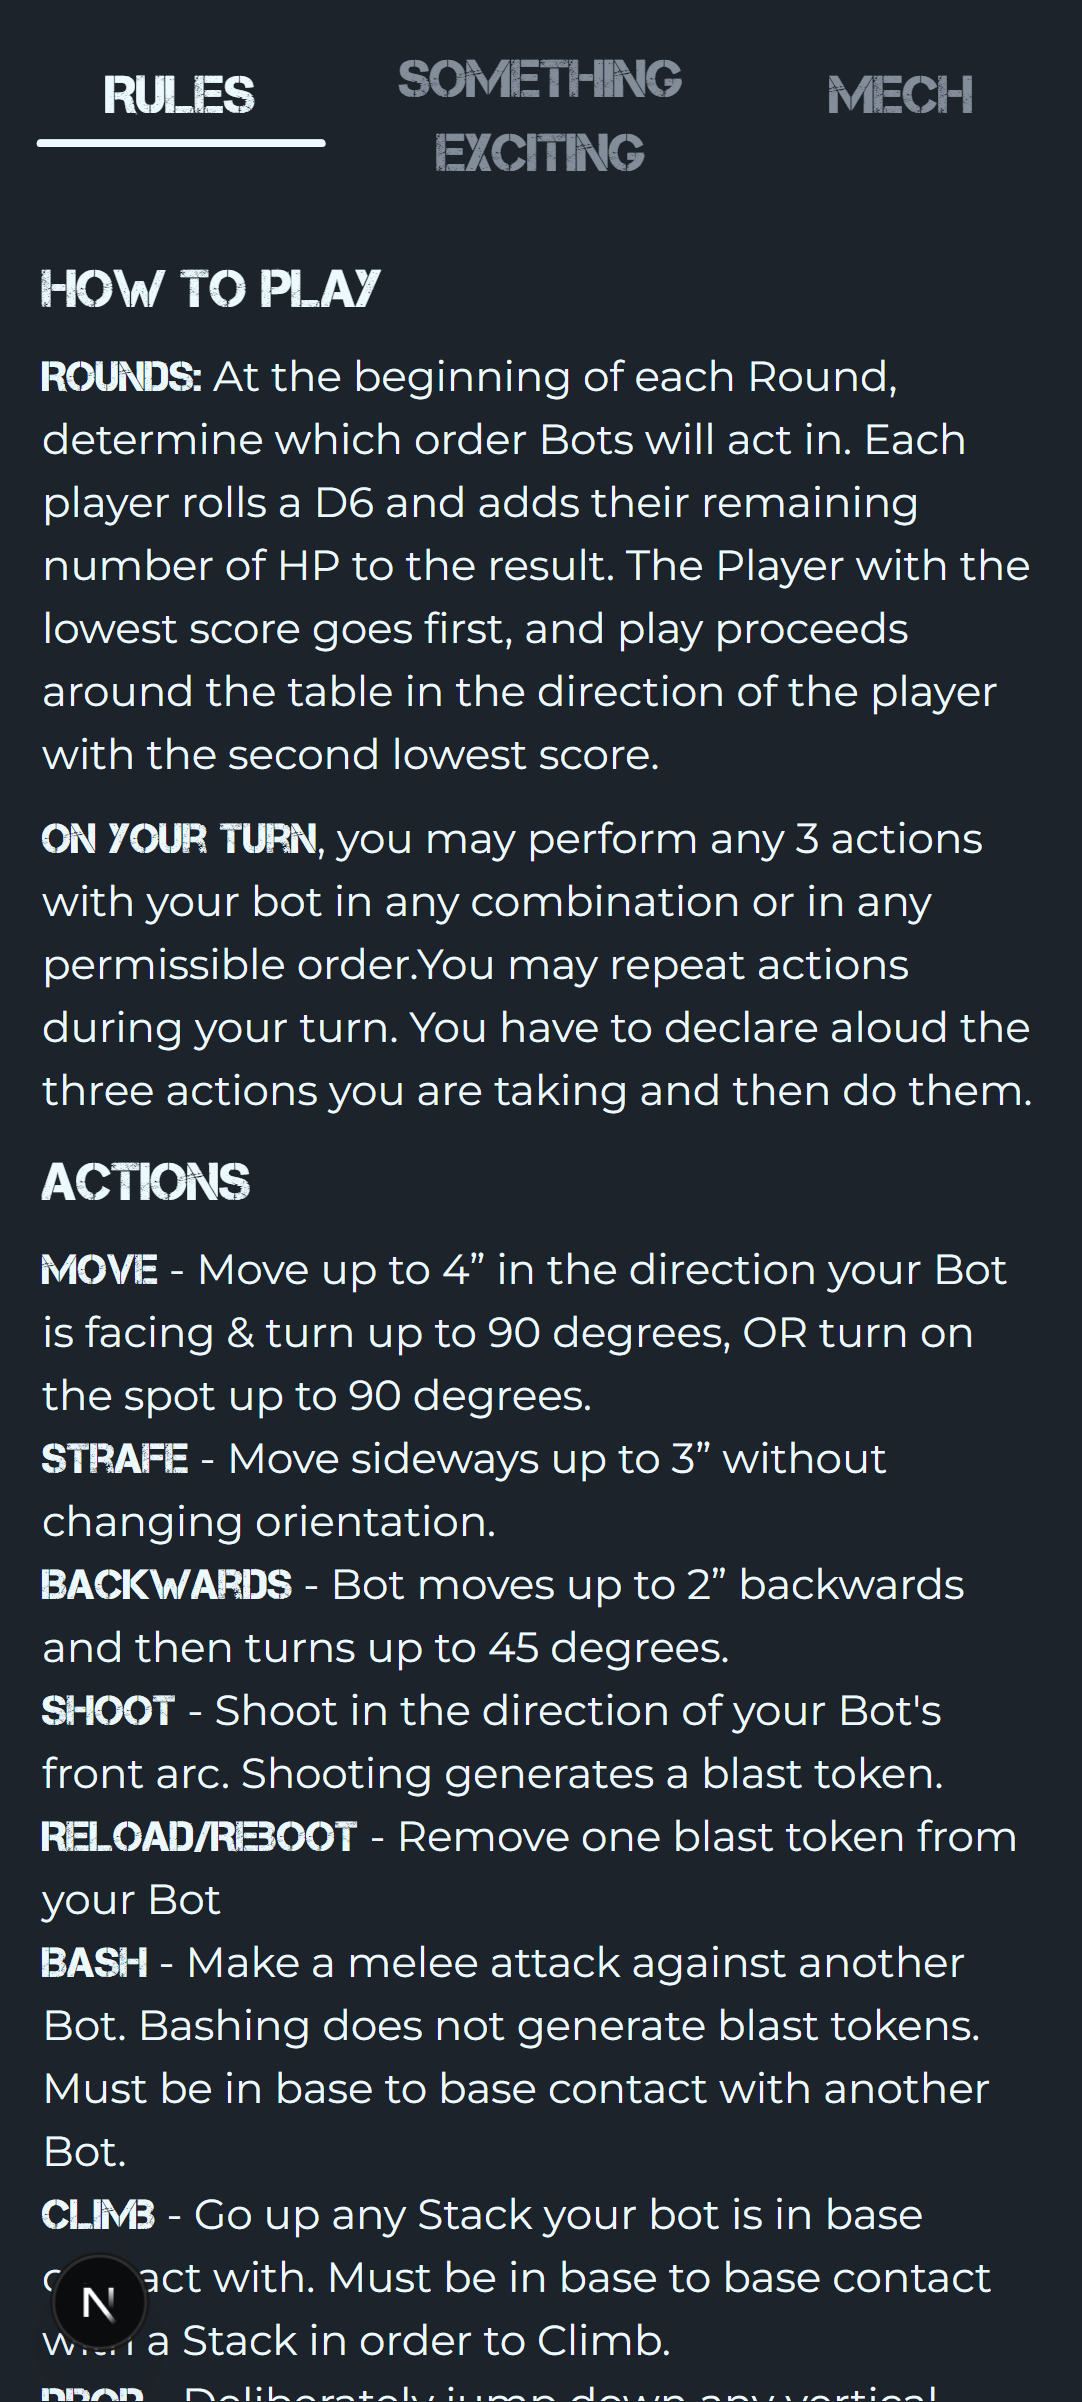 RULES
SOMETHING
EXCITING
MECH
HOW TO PLAY
ROUNDS: At the beginning of each Round,
determine which order Bots will act in. Each
player rolls a D6 and adds their remaining
number of HP to the result. The Player with the
lowest score goes first, and play proceeds
around the table in the direction of the player
with the second lowest score.
ON YOUR TURN, you may perform any 3 actions
with your bot in any combination or in any
permissible order.You may repeat actions
during your turn. You have to declare aloud the
three actions you are taking and then do them.
ACTIONS
MOVE - Move up to 4” in the direction your Bot
is facing & turn up to 90 degrees, OR turn on
the spot up to 90 degrees.
STRAFE - Move sideways up to 3” without
changing orientation.
BACKWARDS - Bot moves up to 2” backwards
and then turns up to 45 degrees.
SHOOT - Shoot in the direction of your Bot's
front arc. Shooting generates a blast token.
RELOAD/REBOOT - Remove one blast token from
your Bot
BASH - Make a melee attack against another
Bot. Bashing does not generate blast tokens.
Must be in base to base contact with another
Bot.
CLIMB - Go up any Stack your bot is in base
contact with. Must be in base to base contact
with a Stack in order to Climb.
N
DROP - Deliberately jump down any vertical